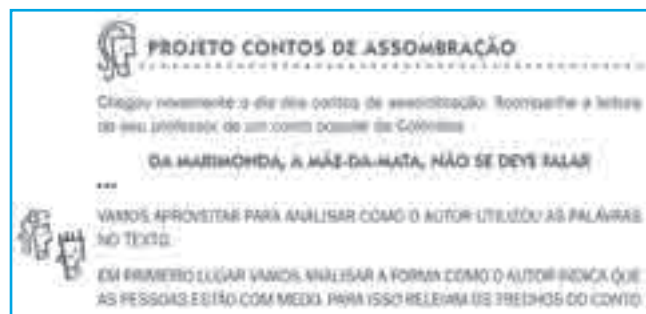 PROJETO CONTOS DE ASSOMBRAÇÃO
Chegou novamente o dia dos contos de assombração. Acompanhe a leitura
do seu professor de um conto popular da Colômbia
DA MARIMONDA, A MÃE-DA-MATA, NÃO SE DEVE FALAR
...
VAMOS APROVEITAR PARA ANALISAR COMO O AUTOR UTILIZOU AS PALAVRAS
NO TEXTO.
EM PRIMEIRO LUGAR VAMOS ANALISAR A FORMA COMO O AUTOR INDICA QUE
AS PESSOAS ESTÃO COM MEDO. PARA ISSO RELEIAM OS TRECHOS DO CONTO